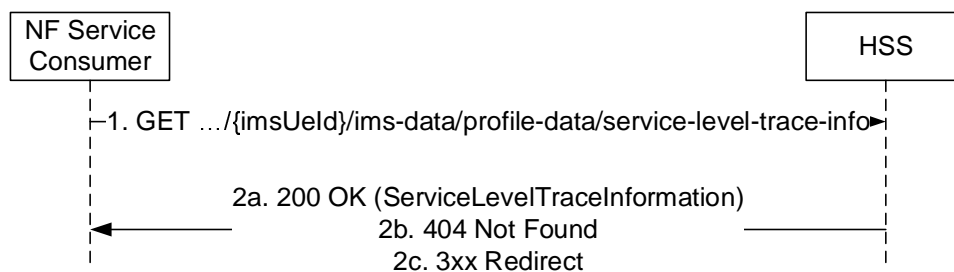 NF Service
Consumer
HSS
1. GET …/{imsUeId}/ims-data/profile-data/service-level-trace-info
2a. 200 OK (ServiceLevelTraceInformation)
2b. 404 Not Found
2c. 3xx Redirect